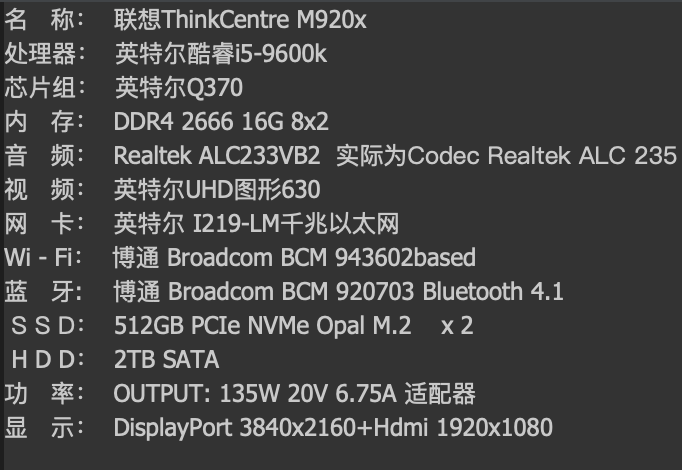 名 称： 联想ThinkCentre M920x
处理器： 英特尔酷睿i5-9600k
芯片组： 英特尔Q370
内 存： DDR4 2666 16G 8x2
音 频： Realtek ALC233VB2 实际为Codec Realtek ALC 235
视 频： 英特尔UHD图形630
网 卡： 英特尔 I219-LM千兆以太网
Wi - Fi： 博通 Broadcom BCM 943602based
蓝 牙： 博通 Broadcom BCM 920703 Bluetooth 4.1
S S D： 512GB PCIe NVMe Opal M.2 x 2
H D D： 2TB SATA
功 率： OUTPUT: 135W 20V 6.75A 适配器
显 示： DisplayPort 3840x2160+Hdmi 1920x1080